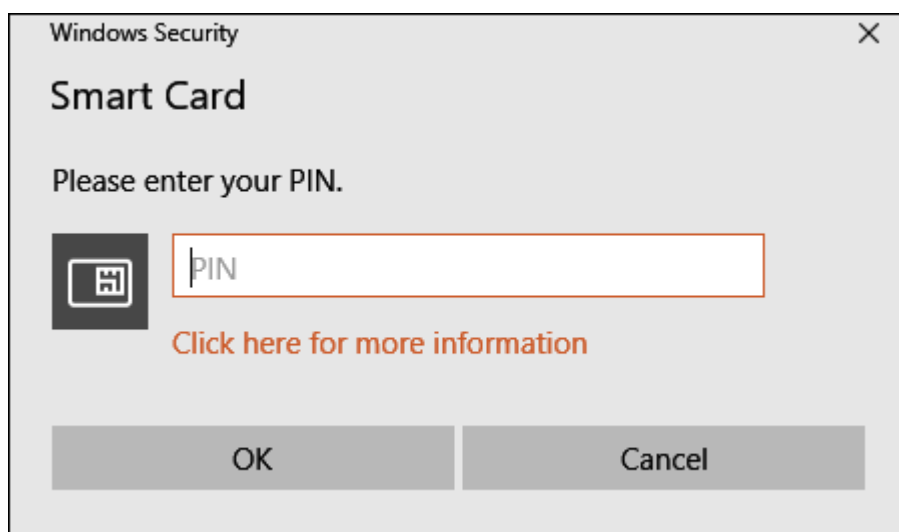 Windows Security
Smart Card
Please enter your PIN.
PIN
Click here for more information
OK
Cancel